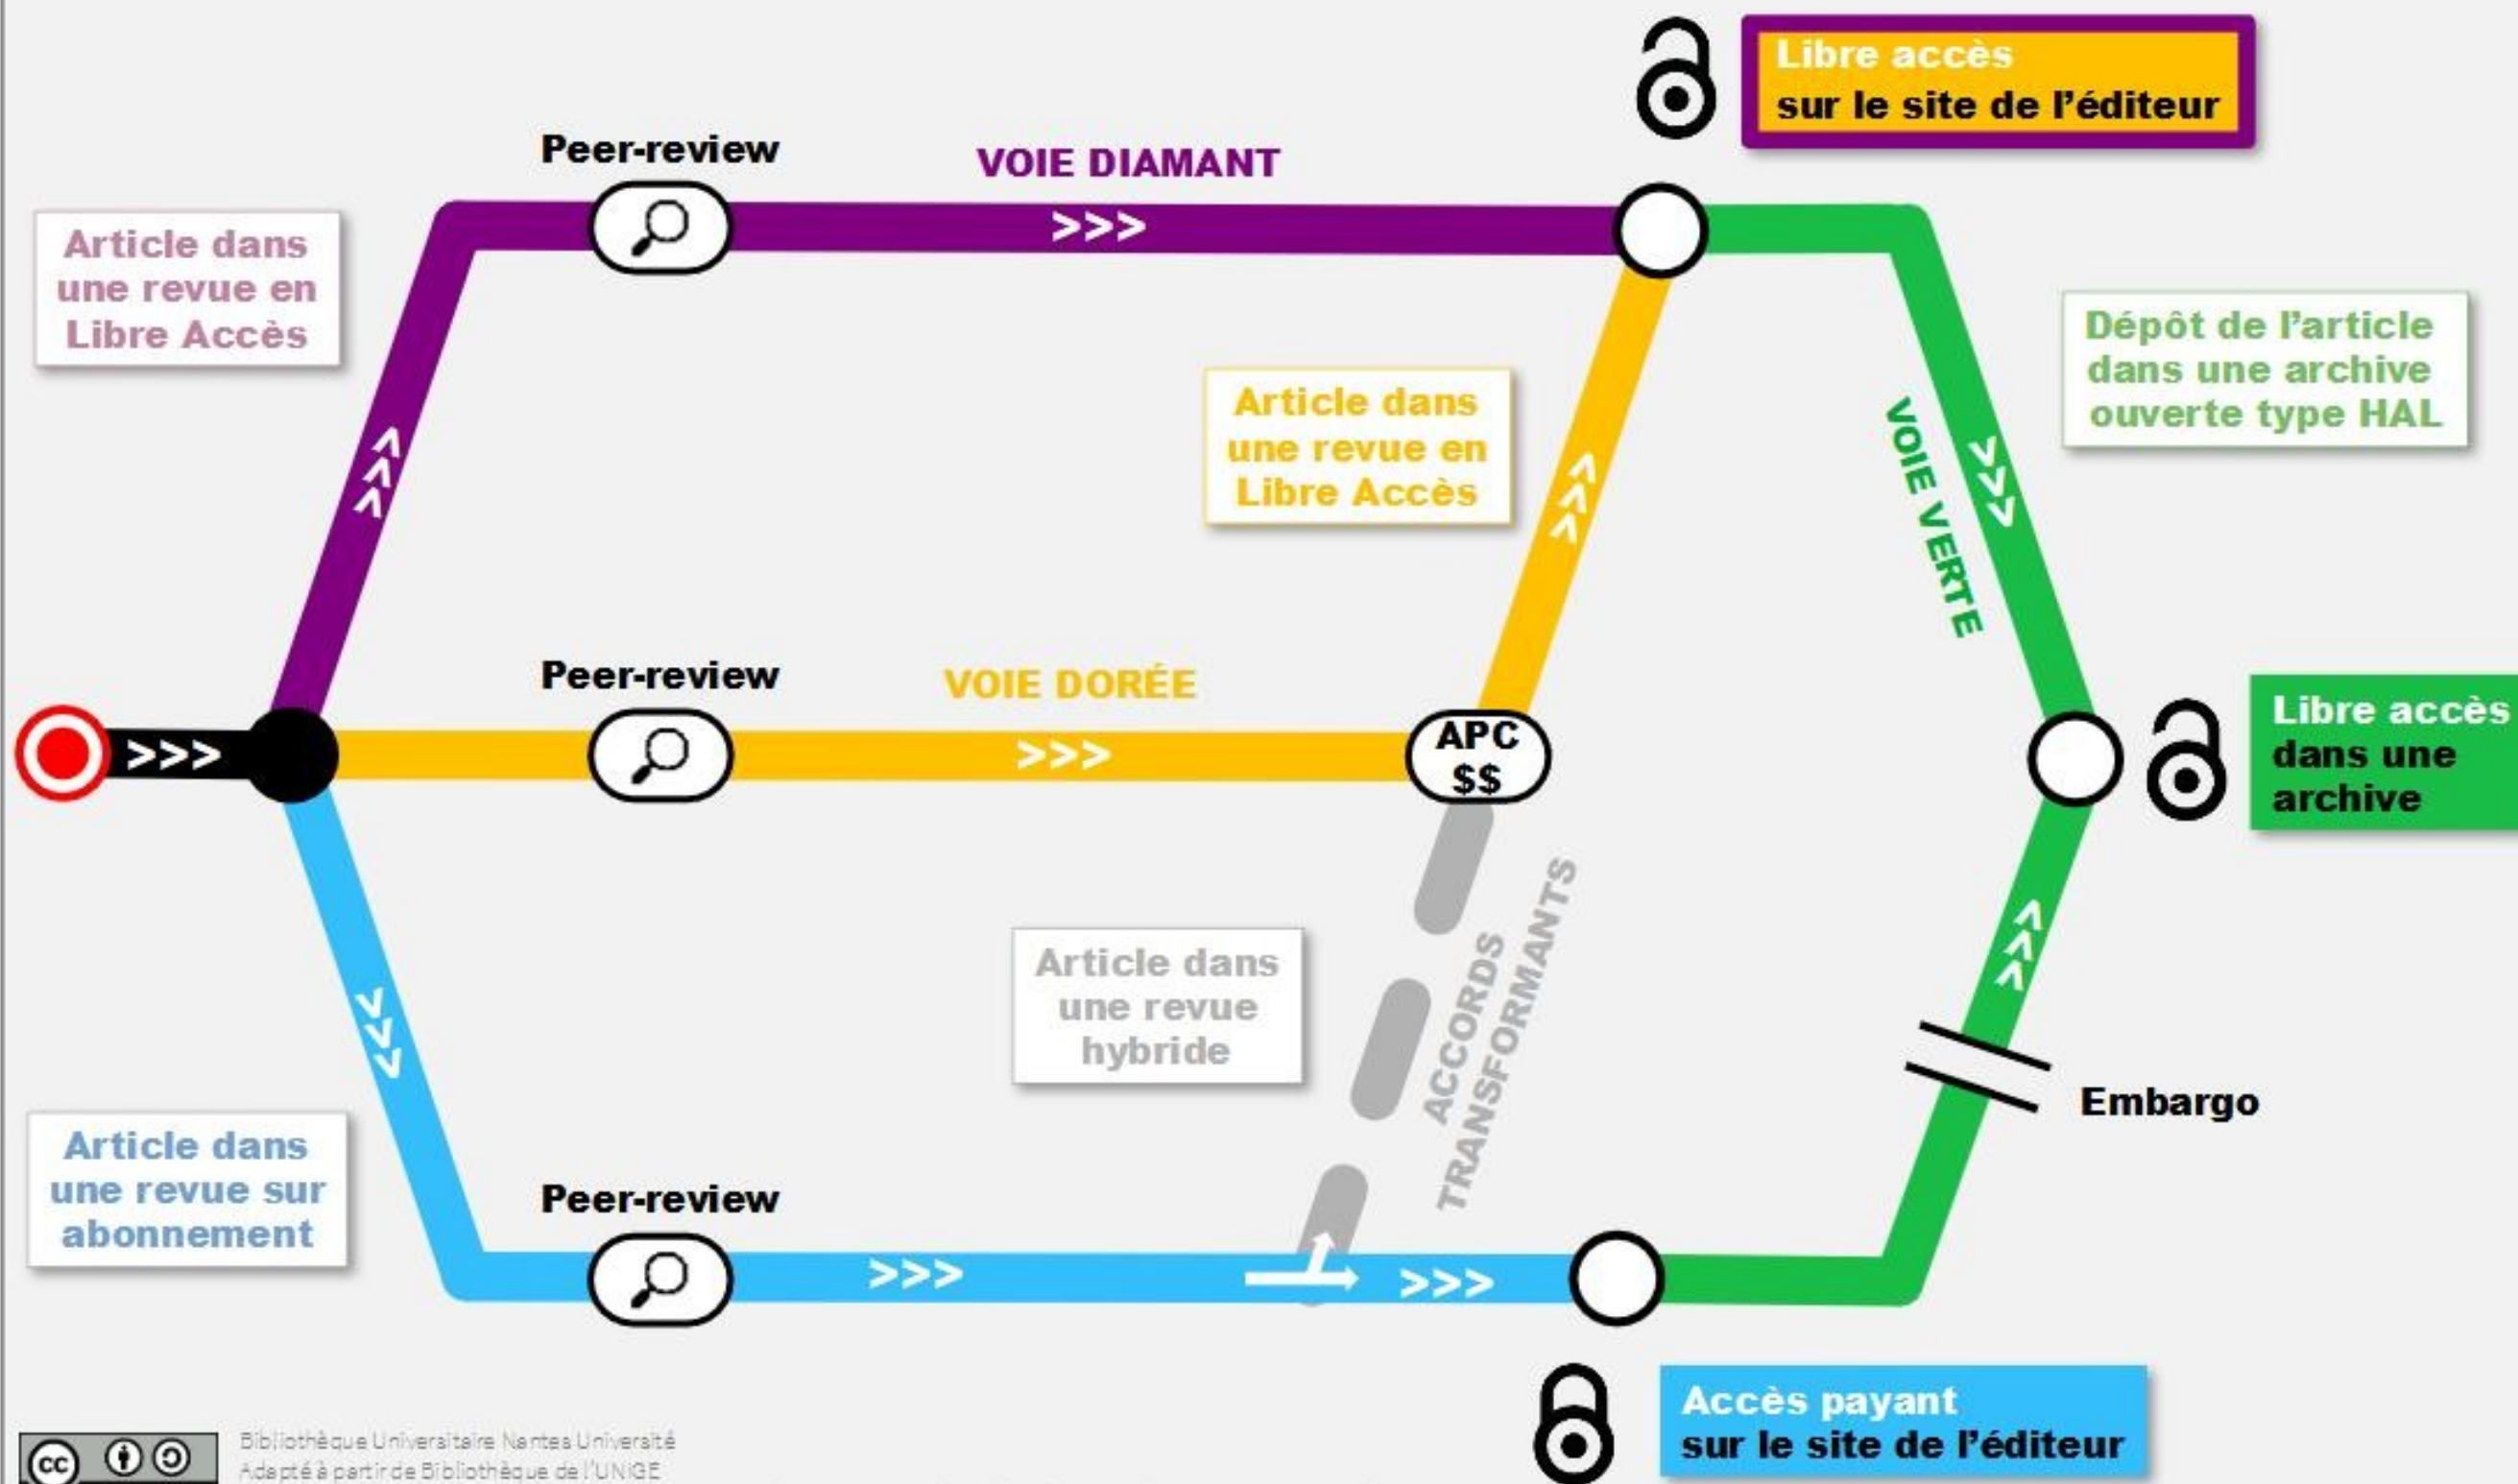 Libre accès
sur le site de l’éditeur
Peer-review
VOIE DIAMANT
>>>
Article dans
une revue en
Libre Accès
Article dans
une revue en
Libre Accès
Dépôt de l’article
dans une archive
ouverte type HAL
>>>
>>>
VOIE VERTE
>>>
Peer-review
VOIE DORÉE
>>>
>>>
APC
$$
Libre accès
dans une
archive
Article dans
une revue
hybride
ACCORDS
TRANSFORMANTS
>>>
>>>
Embargo
Article dans
une revue sur
abonnement
Peer-review
>>>
>>>
Accès payant
sur le site de l’éditeur
cc
Bibliothèque Universitaire Nantes Université
Adapté à partir de Bibliothèque de l’UNIGE